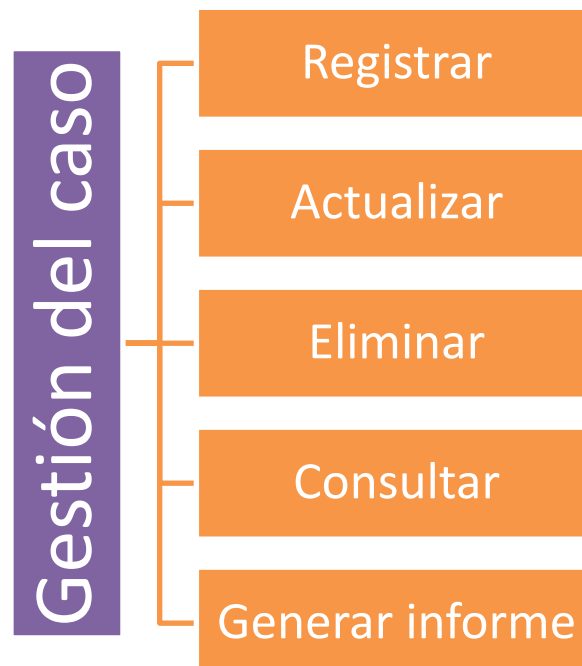 Gestión del caso
Registrar
Actualizar
Eliminar
Consultar
Generar informe